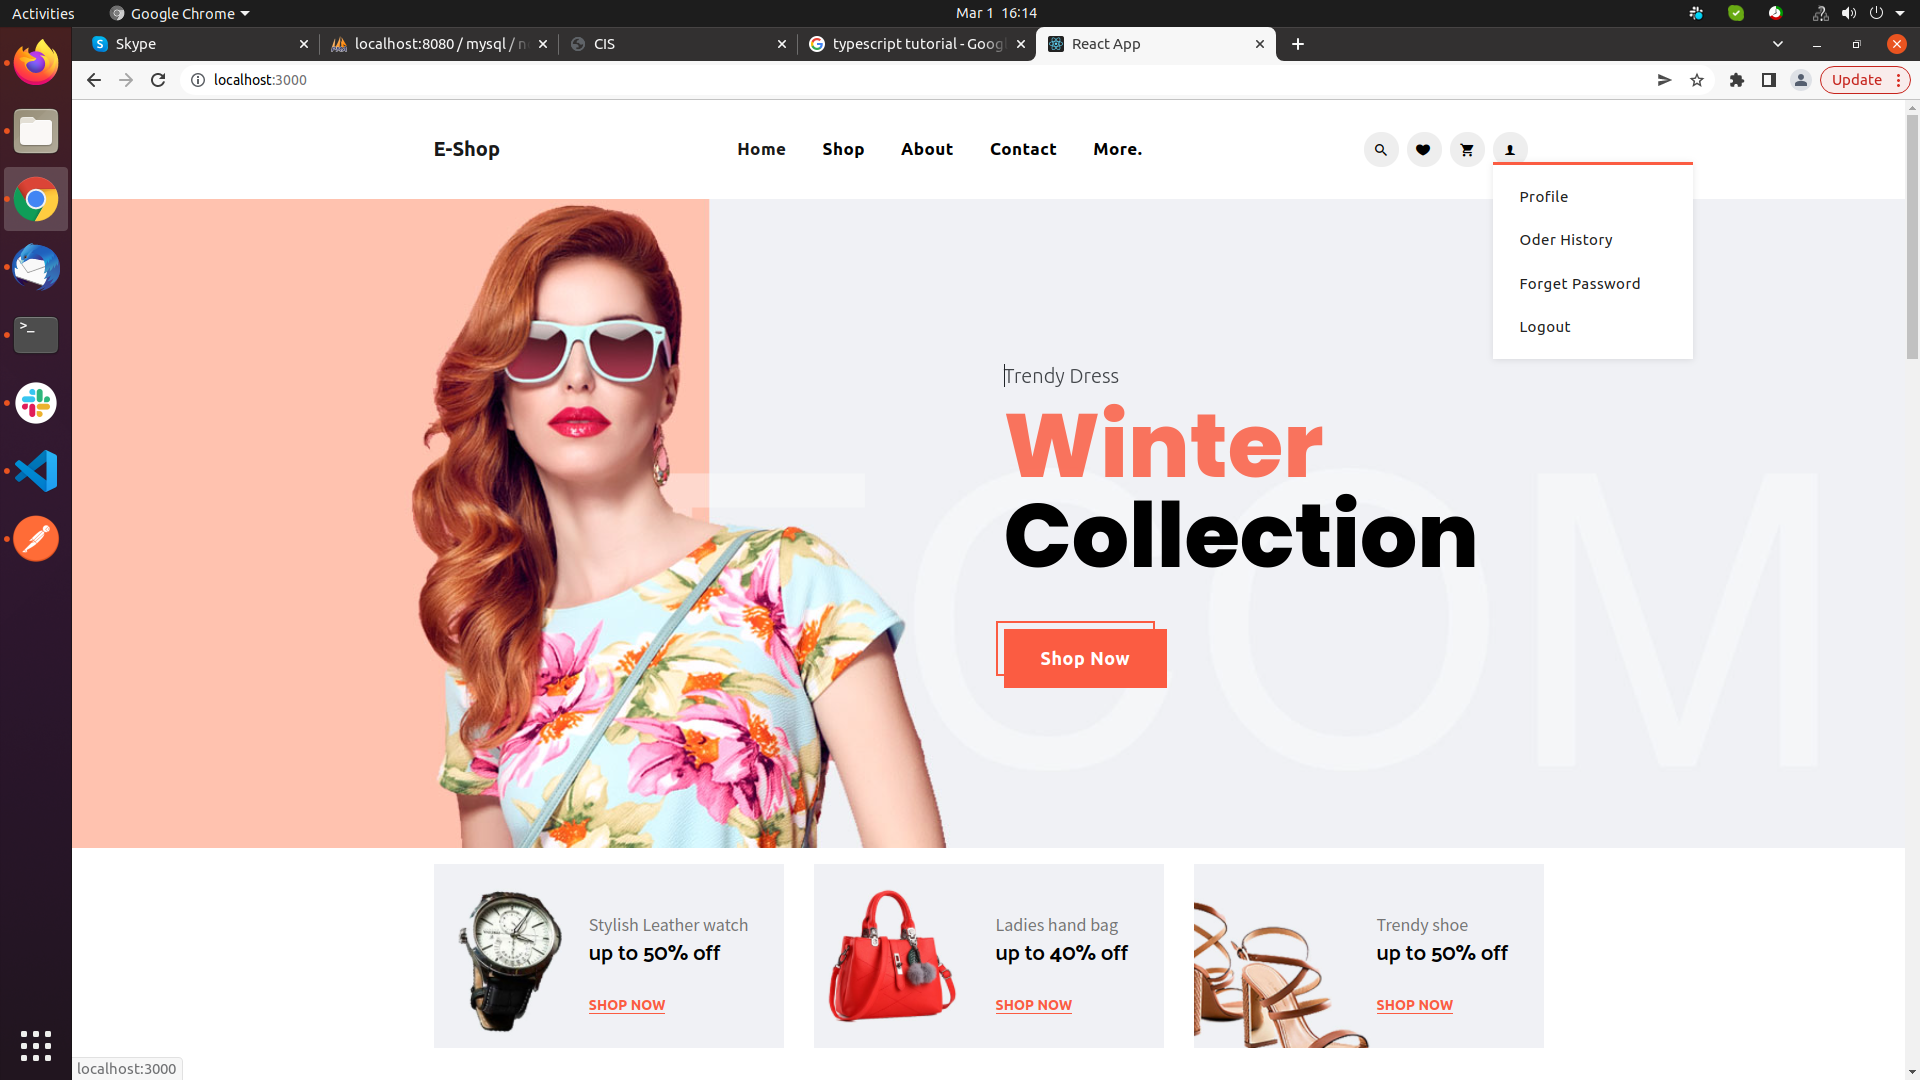 Activities
Google Chrome
Mar 1 16:14
Skype
localhost:8080 / mysql / n
CIS
typescript tutorial - Goog
React App
localhost:3000
Update
E-Shop
Home
Shop
About
Contact
More.
Profile
Oder History
Forget Password
Logout
Trendy Dress
Winter
Collection
Shop Now
Stylish Leather watch
up to 50% off
SHOP NOW
Ladies hand bag
up to 40% off
SHOP NOW
Trendy shoe
up to 50% off
SHOP NOW
localhost:3000